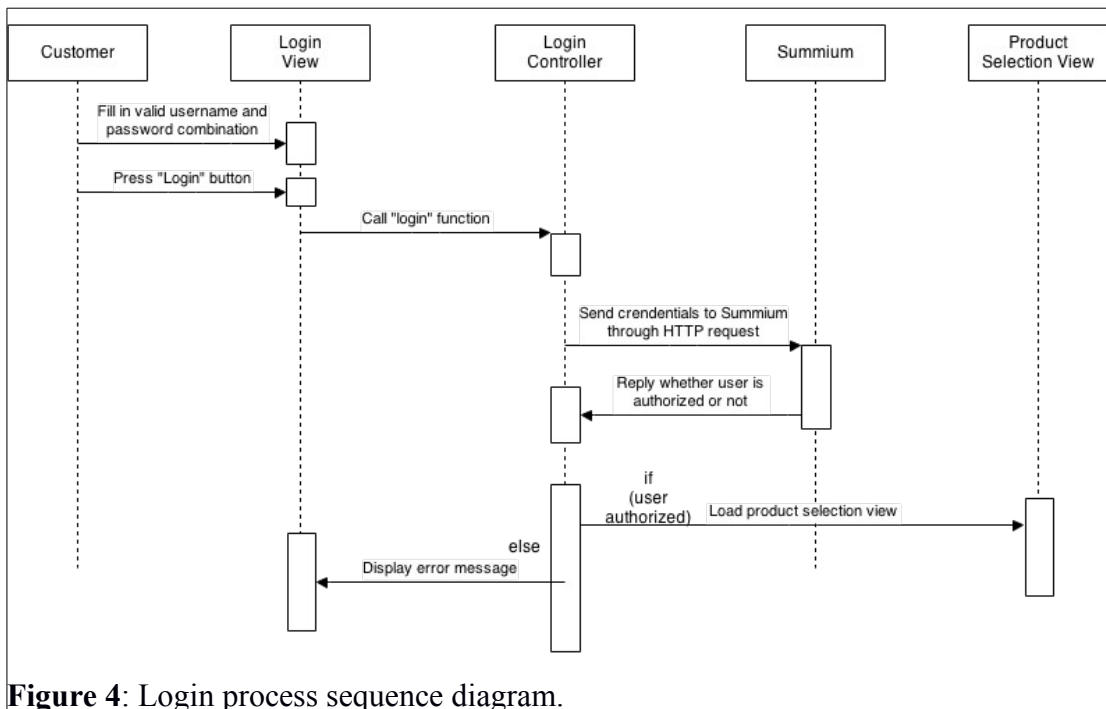 Customer
Login
View
Login
Controller
Summium
Product
Selection View
Fill in valid username and
password combination
Press "Login" button
Call "login" function
Send crendentials to Summium
through HTTP request
Reply whether user is
authorized or not
if
(user
authorized)
Load product selection view
else
Display error message
Figure 4: Login process sequence diagram.